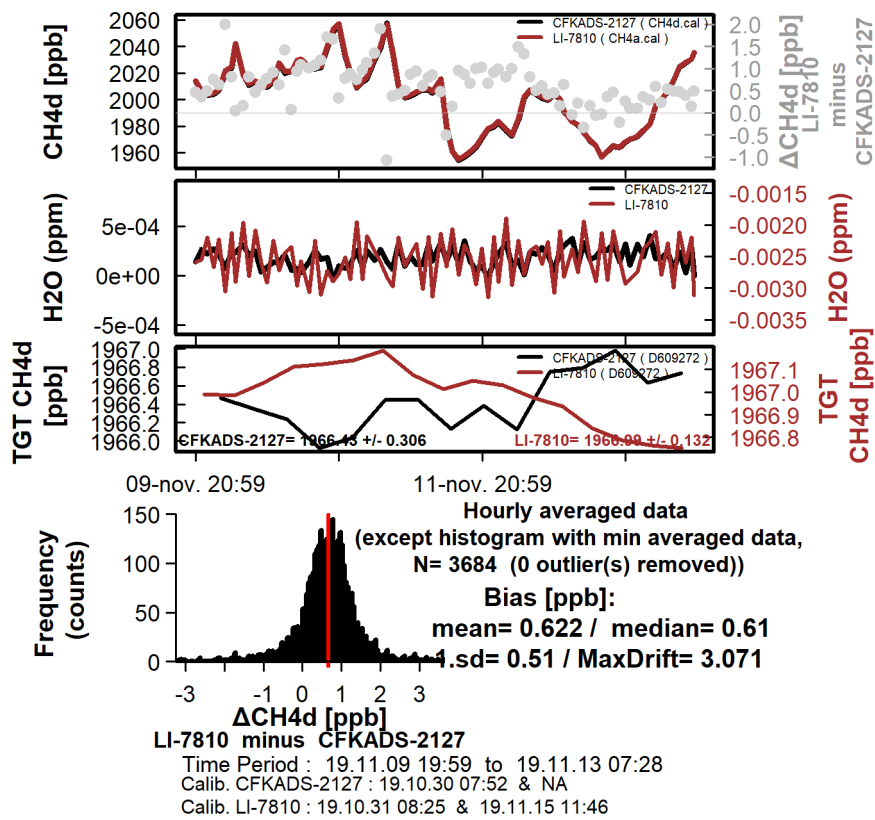 CH4d [ppb]
2060
2040
2020
2000
1980
1960
CFKADS-2127 ( CH4d.cal )
LI-7810 ( CH4a.cal )
2.0
1.5
1.0
0.5
0.0
-0.5
-1.0
ΔCH4d [ppb]
LI-7810
minus
CFKADS-2127
H2O (ppm)
5e-04
0e+00
-5e-04
CFKADS-2127
LI-7810
-0.0015
-0.0020
-0.0025
-0.0030
-0.0035
H2O (ppm)
TGT CH4d
[ppb]
1967.0
1966.8
1966.6
1966.4
1966.2
1966.0
CFKADS-2127 ( D609272 )
LI-7810 ( D609272 )
CFKADS-2127= 1966.43 +/- 0.306
LI-7810= 1966.99 +/- 0.132
1967.1
1967.0
1966.9
1966.8
TGT
CH4d [ppb]
09-nov. 20:59
11-nov. 20:59
Frequency
(counts)
150
100
50
0
-3
-1
0
1
2
3
ΔCH4d [ppb]
LI-7810 minus CFKADS-2127
Hourly averaged data
(except histogram with min averaged data,
N= 3684 (0 outlier(s) removed))
Bias [ppb]:
mean= 0.622 / median= 0.61
1.sd= 0.51 / MaxDrift= 3.071
Time Period : 19.11.09 19:59 to 19.11.13 07:28
Calib. CFKADS-2127 : 19.10.30 07:52 & NA
Calib. LI-7810 : 19.10.31 08:25 & 19.11.15 11:46